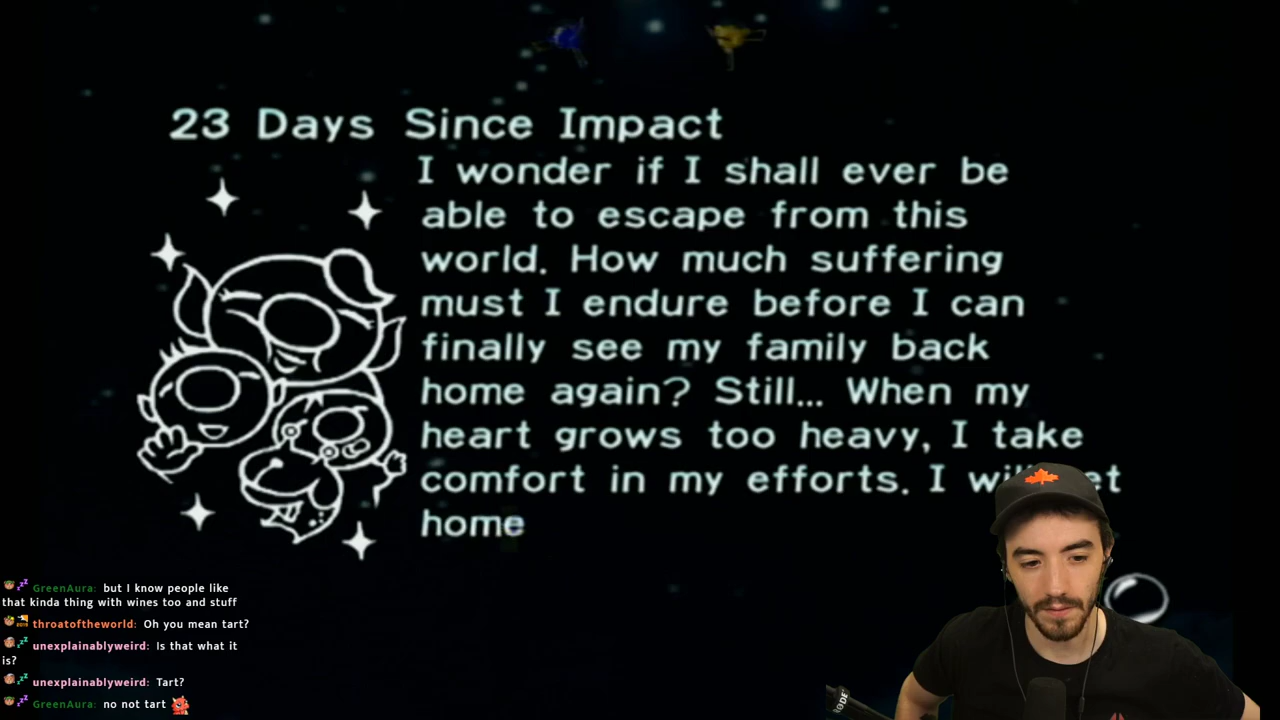 23 Days Since Impact
I wonder if I shall ever be
able to escape from this
world. How much suffering
must I endure before I can
finally see my family back
home again? Still... When my
heart grows too heavy, I take
comfort in my efforts. I
home
GreenAura: but I know people like
that kinda thing with wines too and stuff
throatoftheworld: Oh you mean tart?
unexplainablyweird: Is that what it
is?
unexplainablyweird: Tart?
GreenAura: no not tart
RØDE